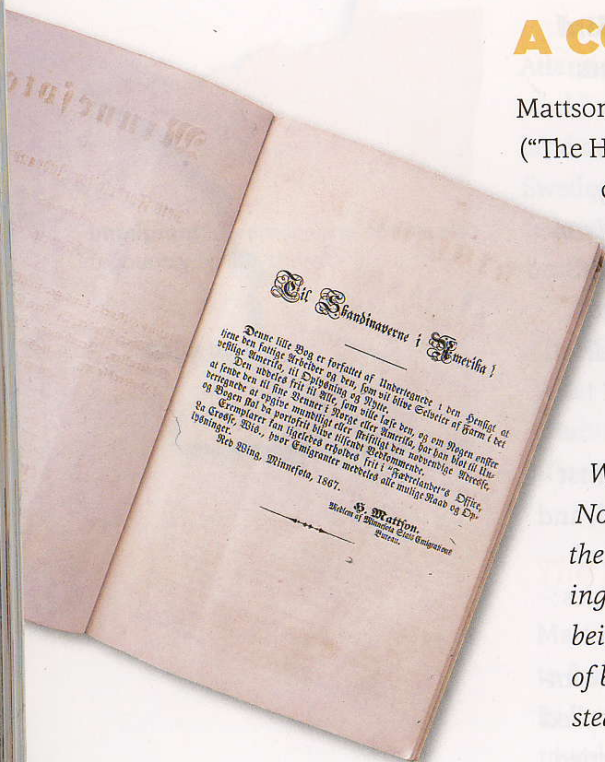 A CO
Mattson
("The H
Til Skandinaverne i Amerika!
Denne lille Bog er forfattet af Undertegnede i den Hensigt at
tjene den fattige Arbeider og den, som vil blive Selveier af Farm i det
vestlige Amerika, til Oplysning og Nytte.
Den uddeles frit til Alle, som ville læse den, og om Nogen ønsker
at sende den til sine Venner i Norge eller Amerika, har han blot til Un-
dertegnede at opgive mundtligt eller skriftligt den nødvendige Adresse,
og Bogen skal da portofrit blive tilsendt Vedkommende.
Exemplarer kan ligeledes erholdes frit i "Fædrelandet"s Office,
La Crosse, Wis., hvor Emigranter meddeles alle mulige Raad og Op-
lysninger.
Red Wing, Minnesota, 1867.
H. Mattson.
Medlem af Minnesota Stats Emigrations
Bureau.
W
No
the
ing
bei
of b
stea